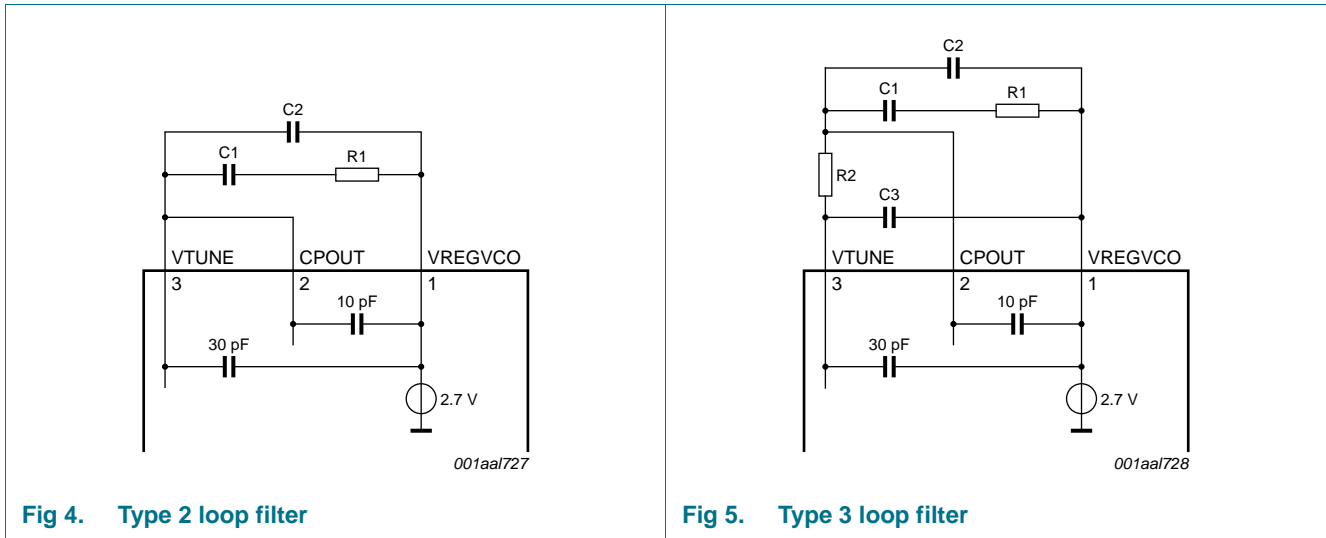 C2
C1
R1
VTUNE
CPOUT
VREGVCO
3
2
1
10 pF
30 pF
2.7 V
001aal727
Fig 4. Type 2 loop filter
C2
C1
R1
R2
C3
VTUNE
CPOUT
VREGVCO
3
2
1
10 pF
30 pF
2.7 V
001aal728
Fig 5. Type 3 loop filter